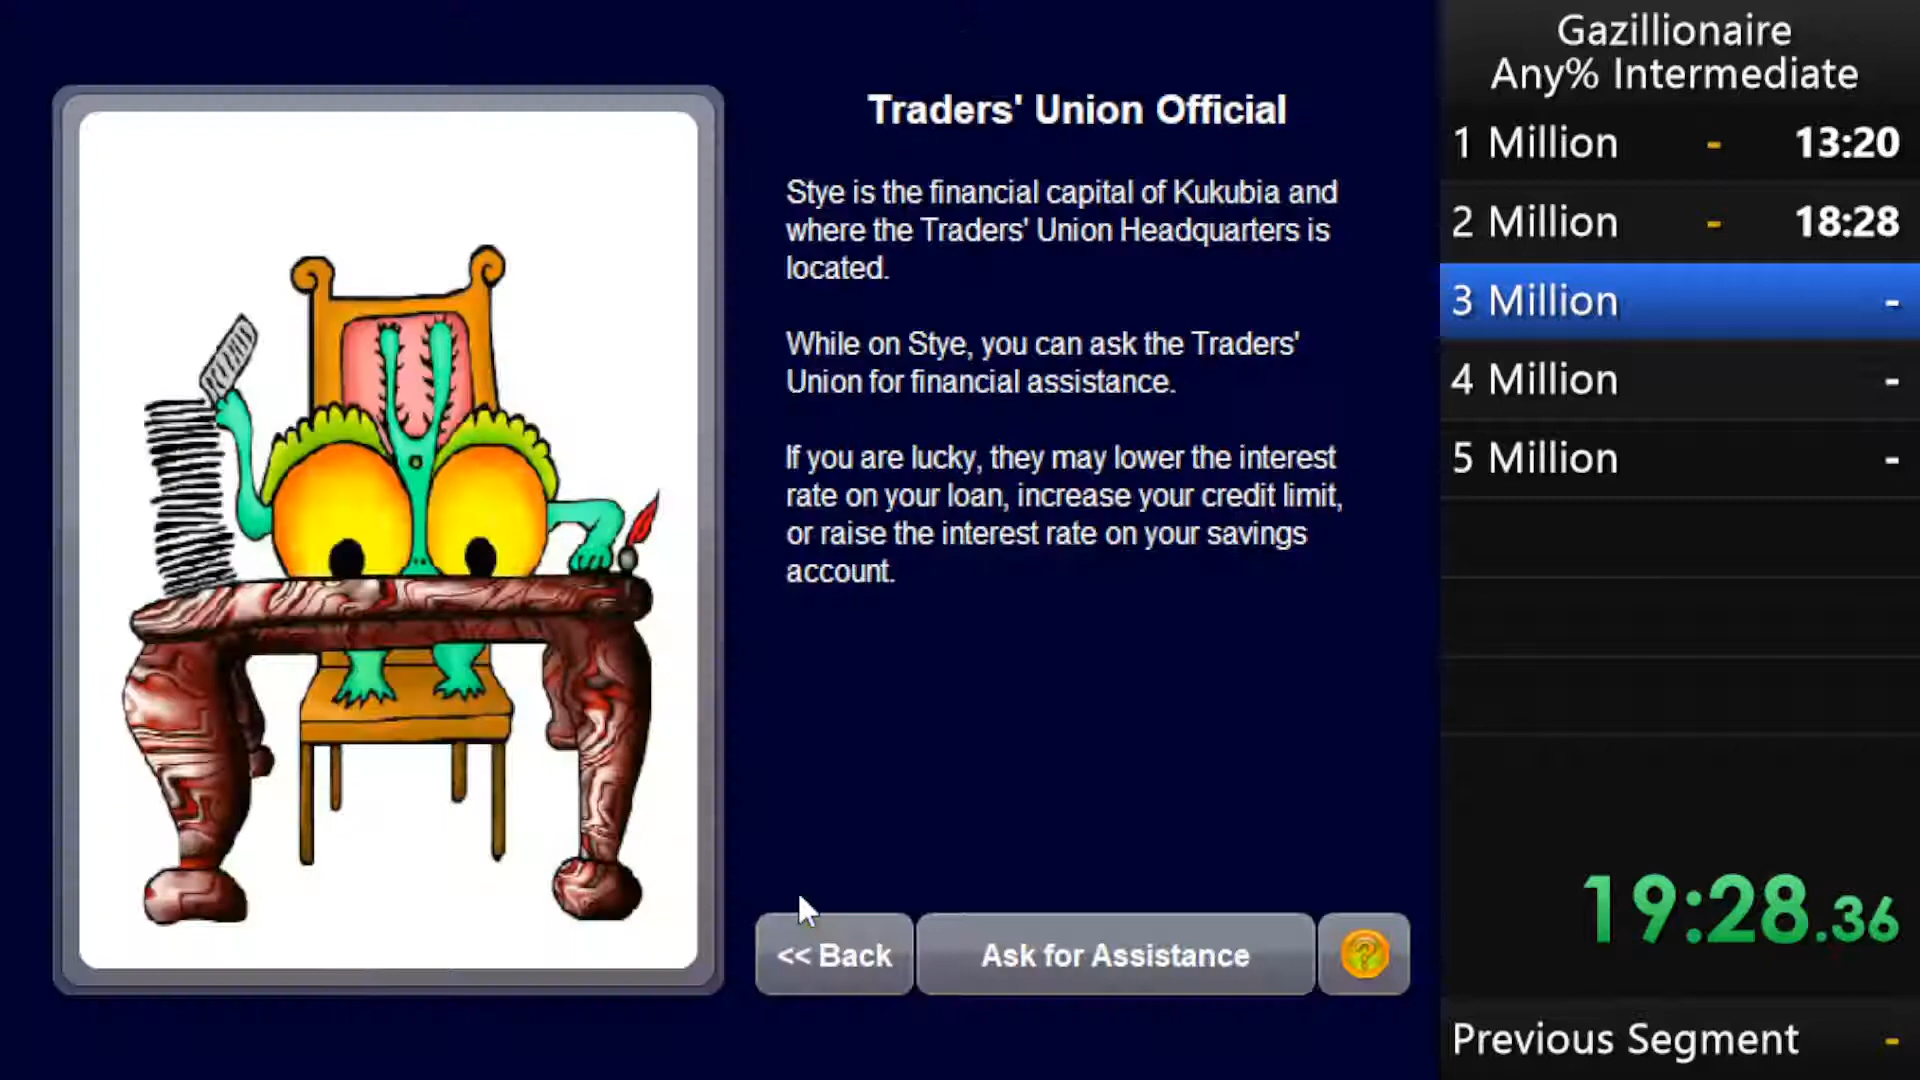 Traders' Union Official
Stye is the financial capital of Kukubia and
where the Traders' Union Headquarters is
located.
While on Stye, you can ask the Traders'
Union for financial assistance.
If you are lucky, they may lower the interest
rate on your loan, increase your credit limit,
or raise the interest rate on your savings
account.
<< Back
Ask for Assistance
?
Gazillionaire
Any% Intermediate
1 Million - 13:20
2 Million - 18:28
3 Million -
4 Million -
5 Million -
19:28.36
Previous Segment -